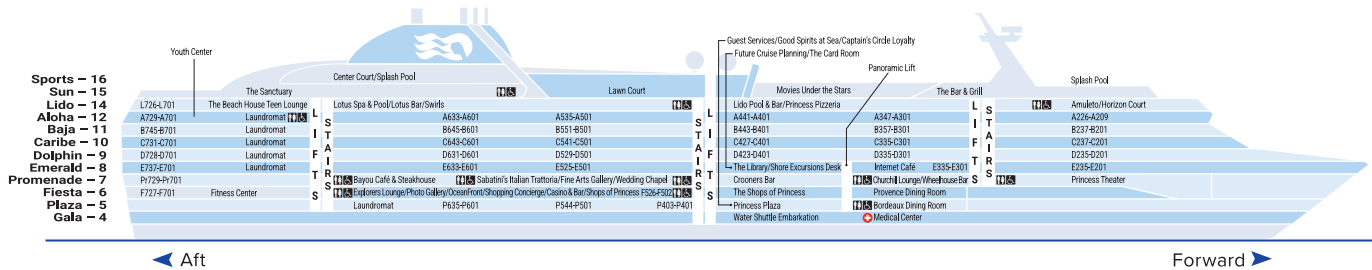 Guest Services/Good Spirits at Sea/Captain's Circle Loyalty
Future Cruise Planning/The Card Room
Youth Center
Panoramic Lift
Sports – 16
Center Court/Splash Pool
Splash Pool
Sun – 15
The Sanctuary
Lawn Court
Movies Under the Stars
The Bar & Grill
Lido – 14
L726-L701
The Beach House Teen Lounge
Lotus Spa & Pool/Lotus Bar/Swirls
Lido Pool & Bar/Princess Pizzeria
Amuleto/Horizon Court
Aloha – 12
A729-A701
Laundromat
A633-A601
A535-A501
A441-A401
A347-A301
A226-A209
Baja – 11
B745-B701
Laundromat
B645-B601
B551-B501
B443-B401
B357-B301
B237-B201
Caribe – 10
C731-C701
Laundromat
C643-C601
C541-C501
C427-C401
C335-C301
C237-C201
Dolphin – 9
D728-D701
Laundromat
D631-D601
D529-D501
D423-D401
D335-D301
D235-D201
Emerald – 8
E737-E701
Laundromat
E633-E601
E525-E501
The Library/Shore Excursions Desk
Internet Café
E335-E301
E235-E201
Promenade – 7
Pr729-Pr701
Bayou Café & Steakhouse
Sabatini's Italian Trattoria/Fine Arts Gallery/Wedding Chapel
Crooners Bar
Churchill Lounge/Wheelhouse Bar
Princess Theater
Fiesta – 6
F727-F701
Fitness Center
Explorers Lounge/Photo Gallery/OceanFront/Shopping Concierge/Casino & Bar/Shops of Princess
F526-F502
The Shops of Princess
Provence Dining Room
Plaza – 5
Laundromat
P635-P601
P544-P501
P403-P401
Princess Plaza
Bordeaux Dining Room
Gala – 4
Water Shuttle Embarkation
Medical Center
LIFTS
STAIRS
STAIRS
LIFTS
LIFTS
STAIRS
Aft
Forward